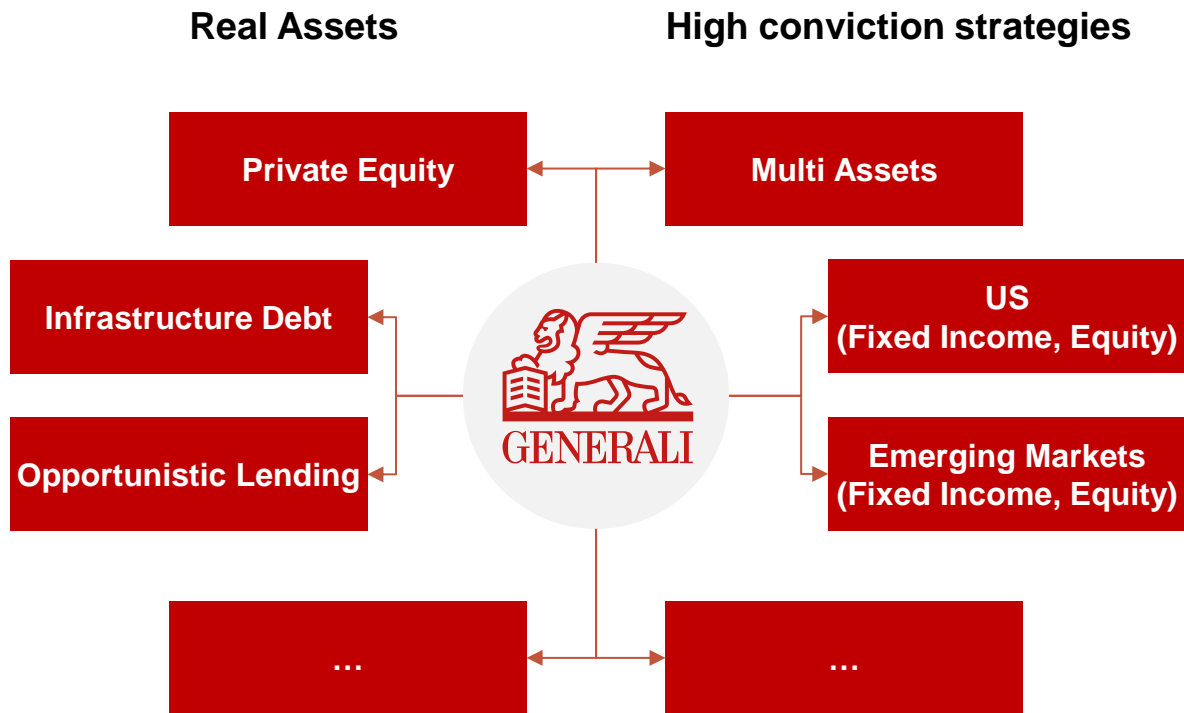 Real Assets
High conviction strategies
Private Equity
Multi Assets
Infrastructure Debt
US
(Fixed Income, Equity)
GENERALI
Opportunistic Lending
Emerging Markets
(Fixed Income, Equity)
…
…